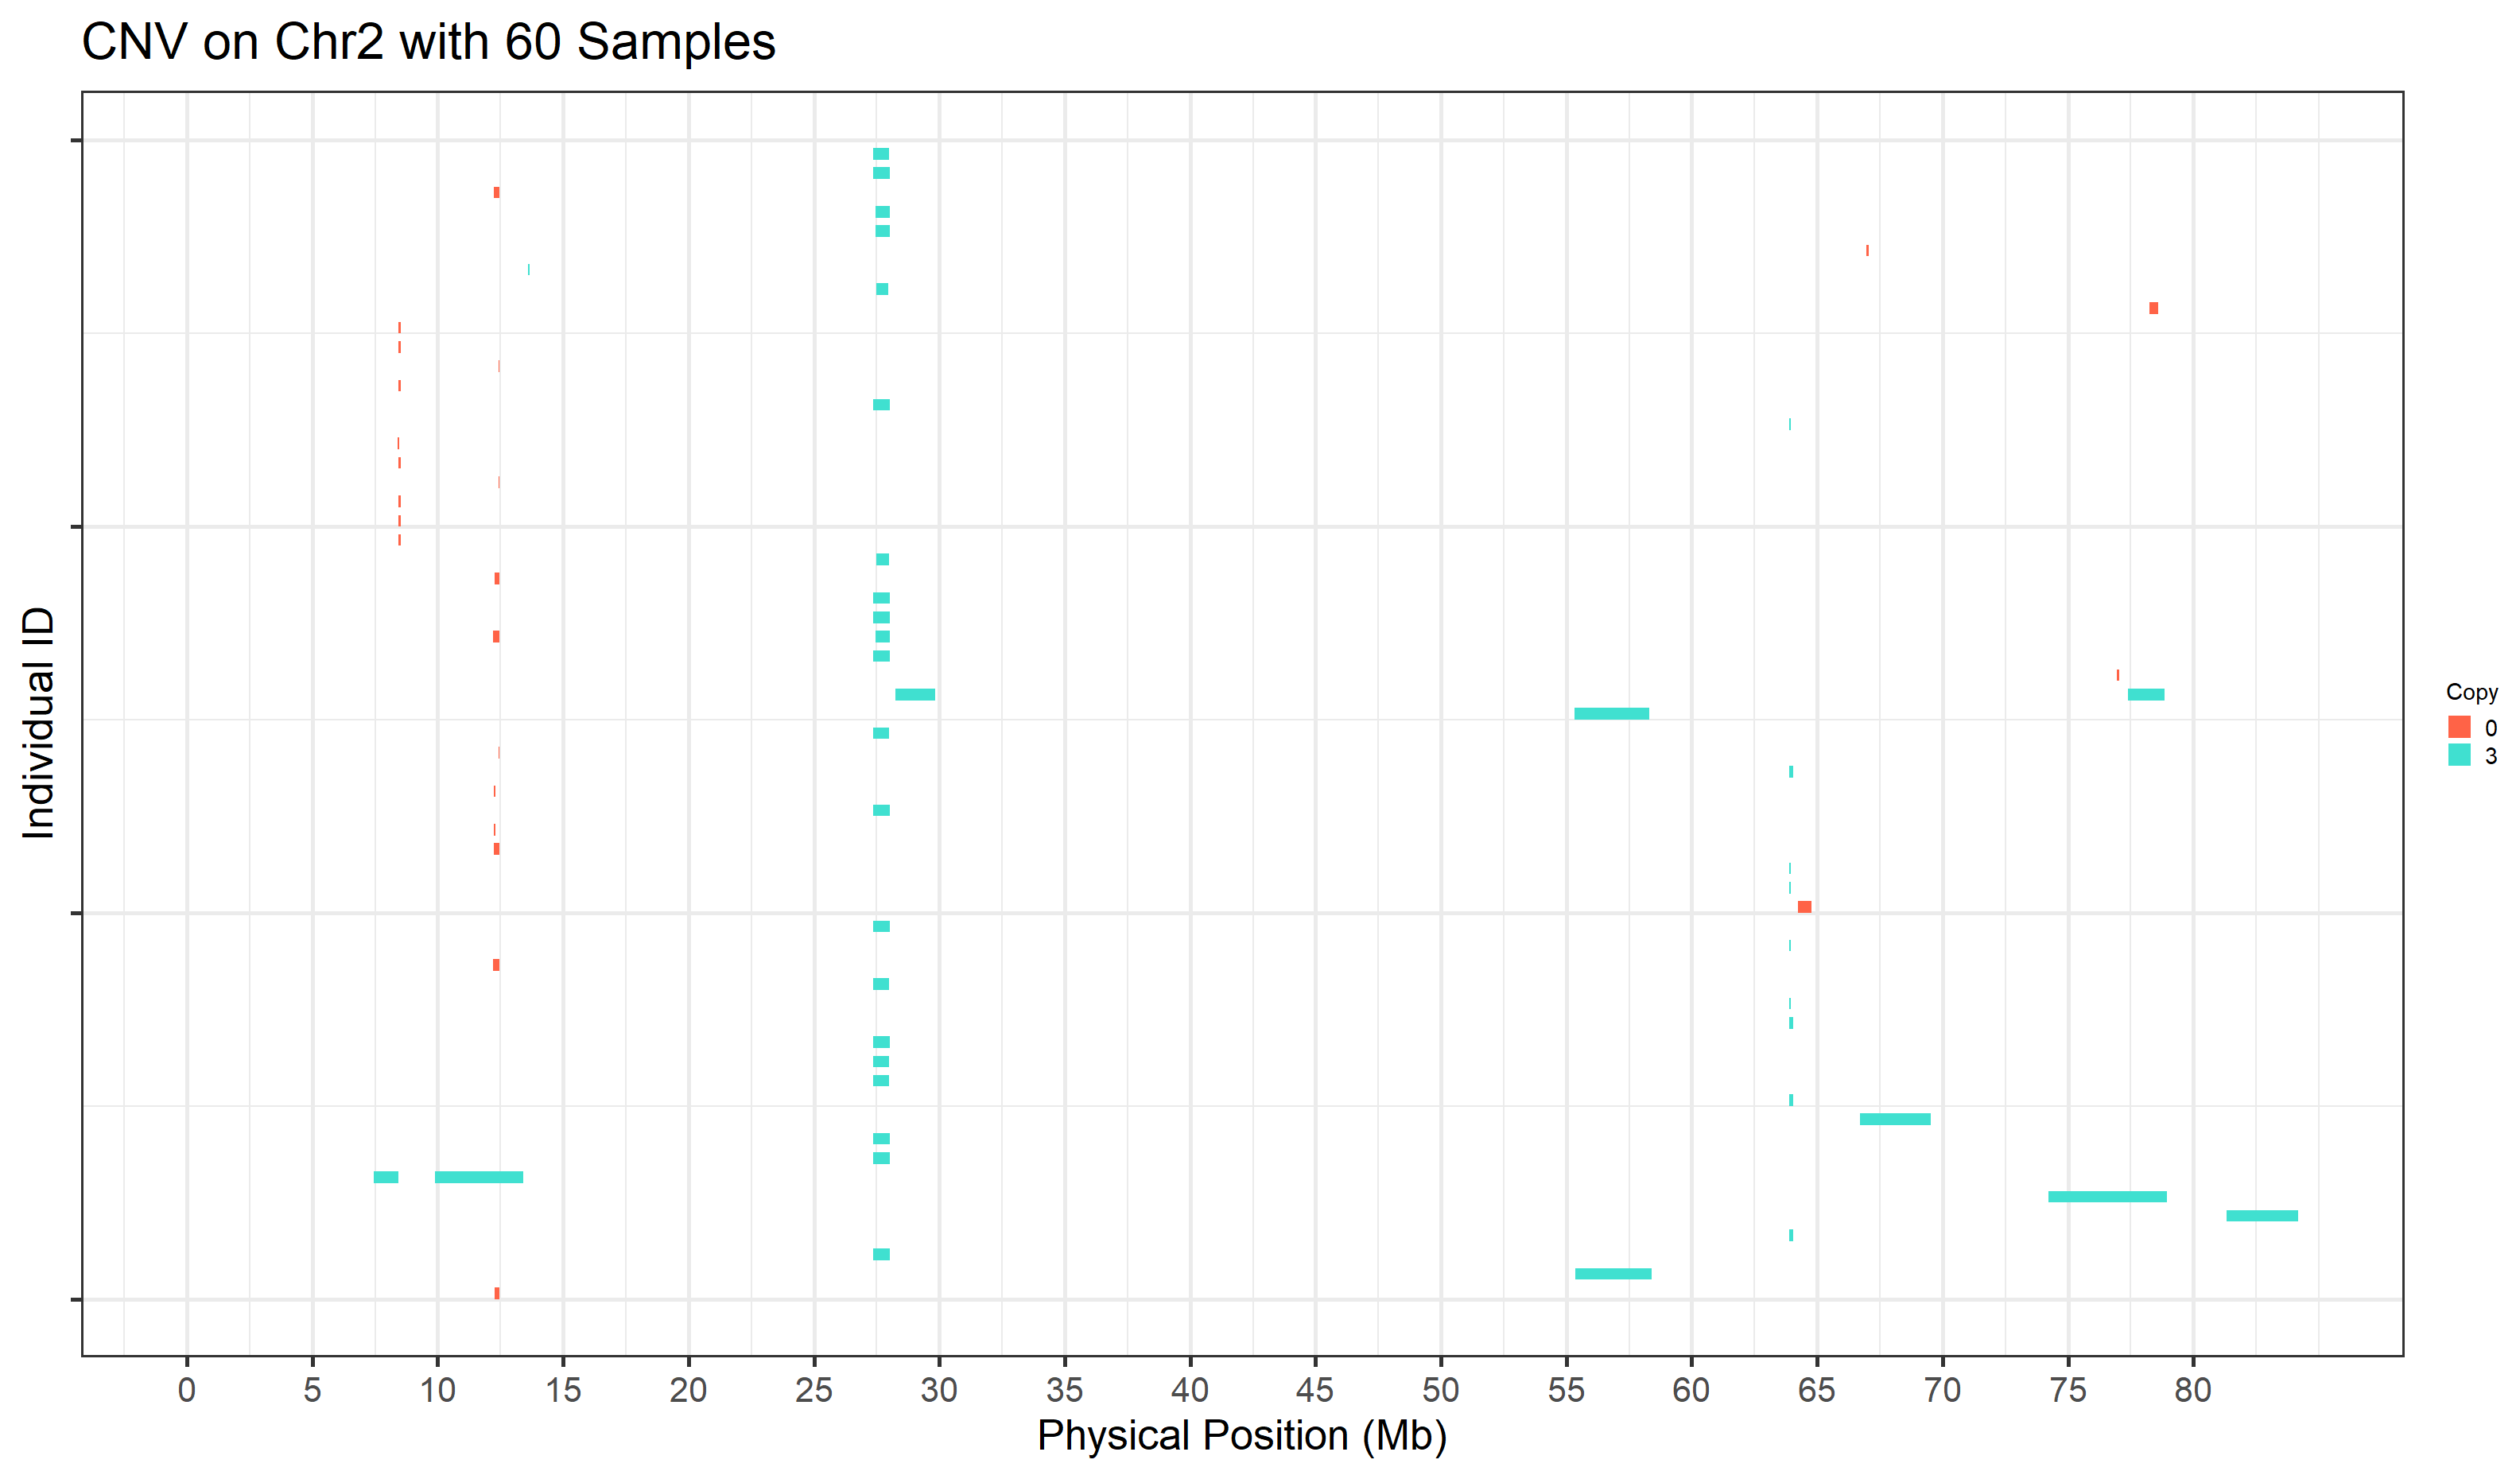 CNV on Chr2 with 60 Samples
Individual ID
Copy
0
3
0 5 10 15 20 25 30 35 40 45 50 55 60 65 70 75 80
Physical Position (Mb)